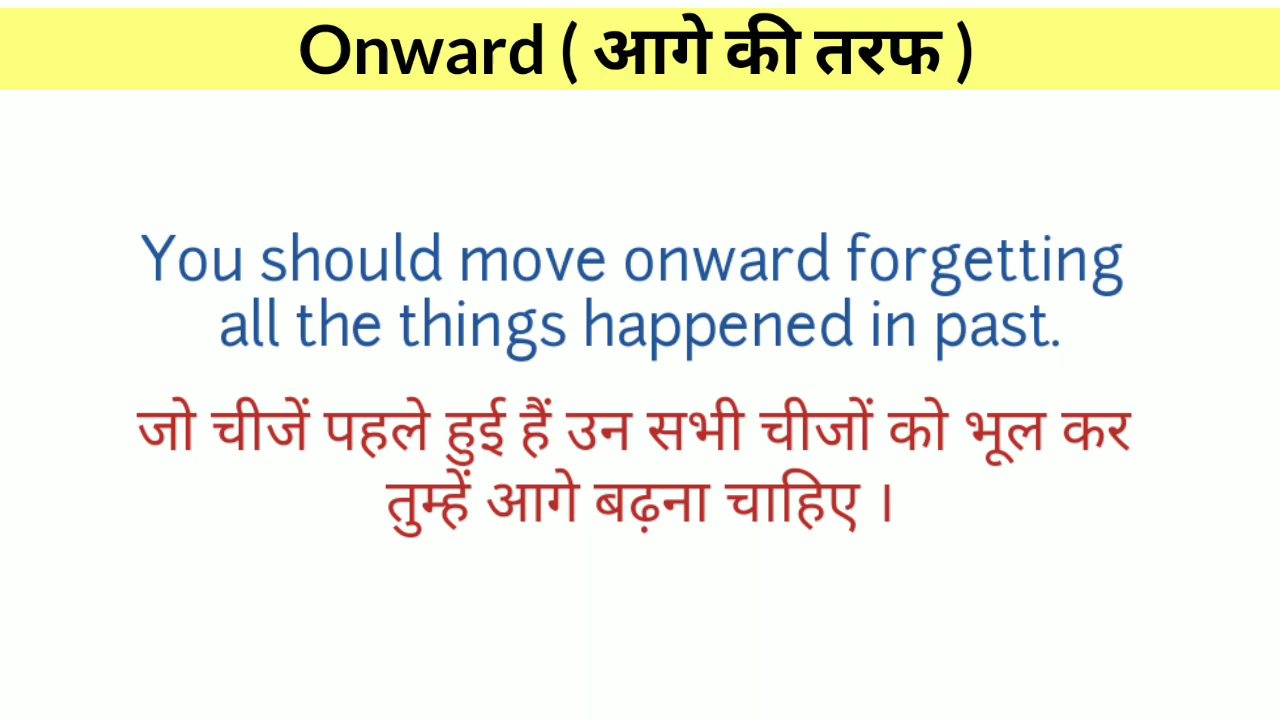 Onward ( आगे की तरफ )
You should move onward forgetting
all the things happened in past.
जो चीजें पहले हुई हैं उन सभी चीजों को भूल कर
तुम्हें आगे बढ़ना चाहिए ।